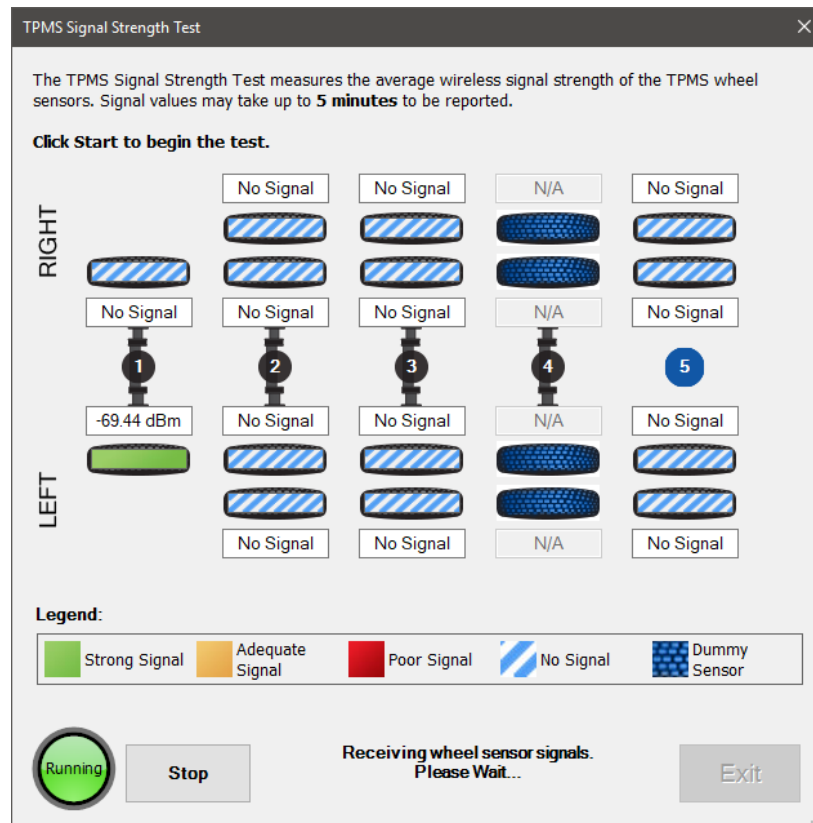 TPMS Signal Strength Test
The TPMS Signal Strength Test measures the average wireless signal strength of the TPMS wheel
sensors. Signal values may take up to 5 minutes to be reported.
Click Start to begin the test.
No Signal No Signal N/A No Signal
RIGHT
No Signal No Signal No Signal N/A No Signal
1 2 3 4 5
-69.44 dBm No Signal No Signal N/A No Signal
LEFT
No Signal No Signal N/A No Signal
Legend:
Strong Signal Adequate Signal Poor Signal No Signal Dummy Sensor
Running Stop Receiving wheel sensor signals. Exit
Please Wait...